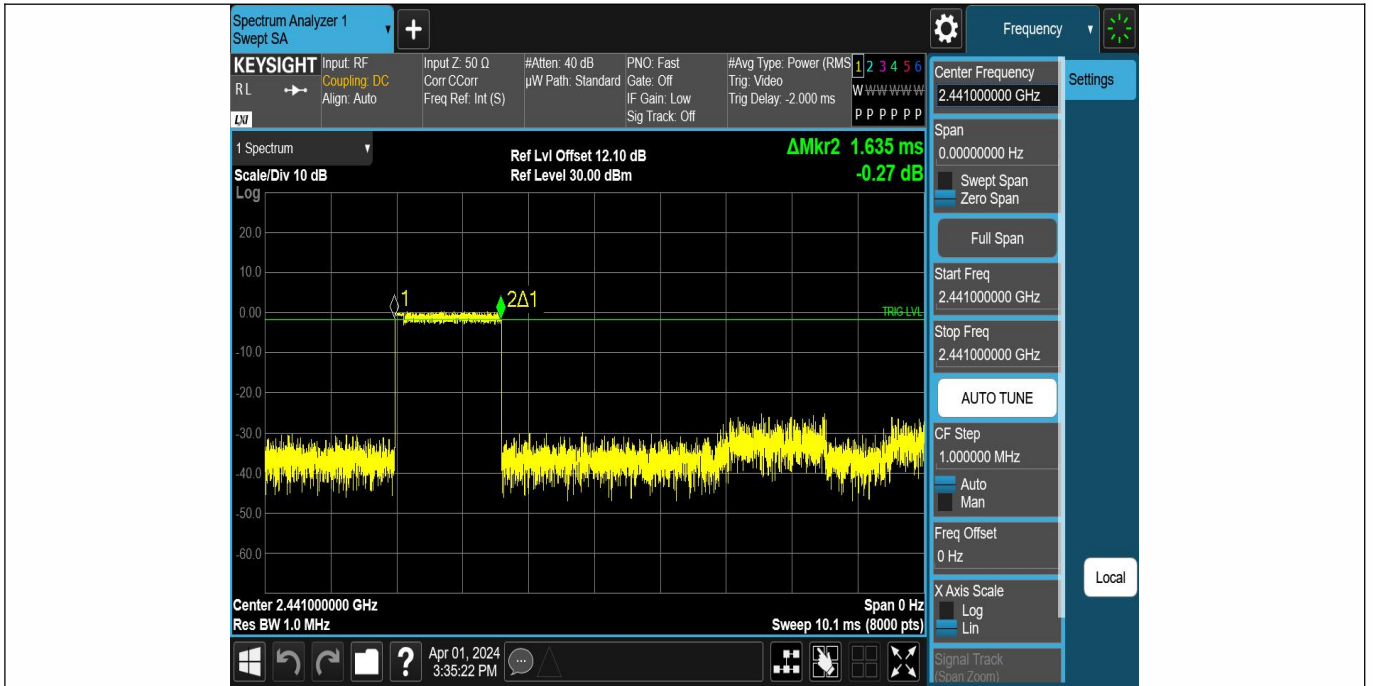 Spectrum Analyzer 1
Swept SA
+
Frequency
KEYSIGHT
RL
LXI
Input: RF
Coupling: DC
Align: Auto
Input Z: 50 Ω
Corr CCorr
Freq Ref: Int (S)
#Atten: 40 dB
µW Path: Standard
PNO: Fast
Gate: Off
IF Gain: Low
Sig Track: Off
#Avg Type: Power (RMS
Trig: Video
Trig Delay: -2.000 ms
1 2 3 4 5 6
W W W W W W
P P P P P P
Center Frequency
2.441000000 GHz
Settings
1 Spectrum
Scale/Div 10 dB
Log
Ref Lvl Offset 12.10 dB
Ref Level 30.00 dBm
ΔMkr2 1.635 ms
-0.27 dB
Span
0.00000000 Hz
Swept Span
Zero Span
Full Span
20.0
10.0
0.00
-10.0
-20.0
-30.0
-40.0
-50.0
-60.0
1
2Δ1
TRIG LVL
Start Freq
2.441000000 GHz
Stop Freq
2.441000000 GHz
AUTO TUNE
CF Step
1.000000 MHz
Auto
Man
Freq Offset
0 Hz
X Axis Scale
Log
Lin
Signal Track
(Span Zoom)
Local
Center 2.441000000 GHz
Res BW 1.0 MHz
Span 0 Hz
Sweep 10.1 ms (8000 pts)
?
Apr 01, 2024
3:35:22 PM